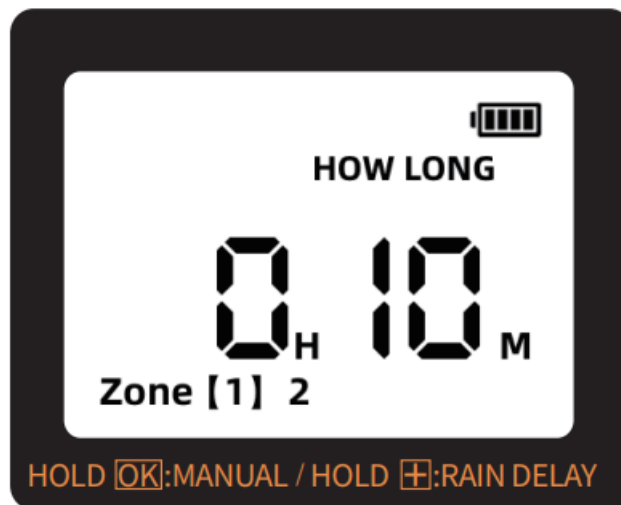 HOW LONG
0H 10M
Zone【1】 2
HOLD OK:MANUAL / HOLD +:RAIN DELAY